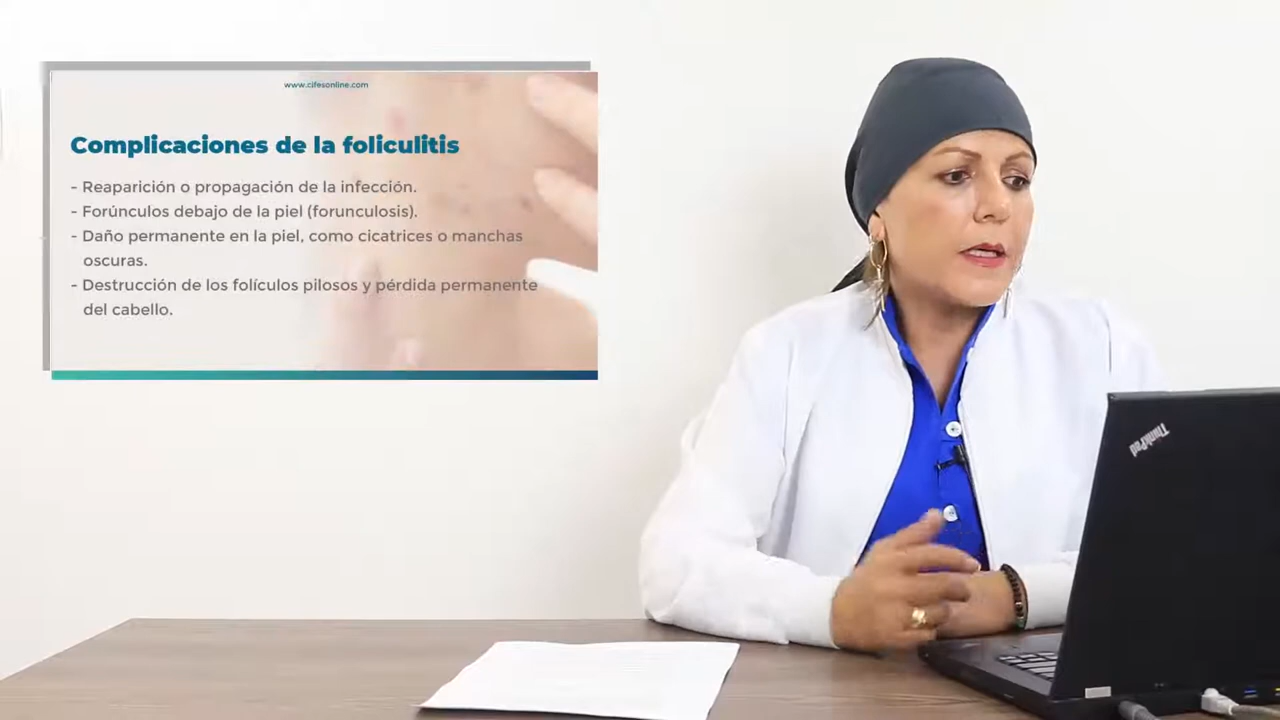 www.cifesonline.com
Complicaciones de la foliculitis
- Reaparición o propagación de la infección.
- Forúnculos debajo de la piel (forunculosis).
- Daño permanente en la piel, como cicatrices o manchas
oscuras.
- Destrucción de los folículos pilosos y pérdida permanente
del cabello.
ThinkPad